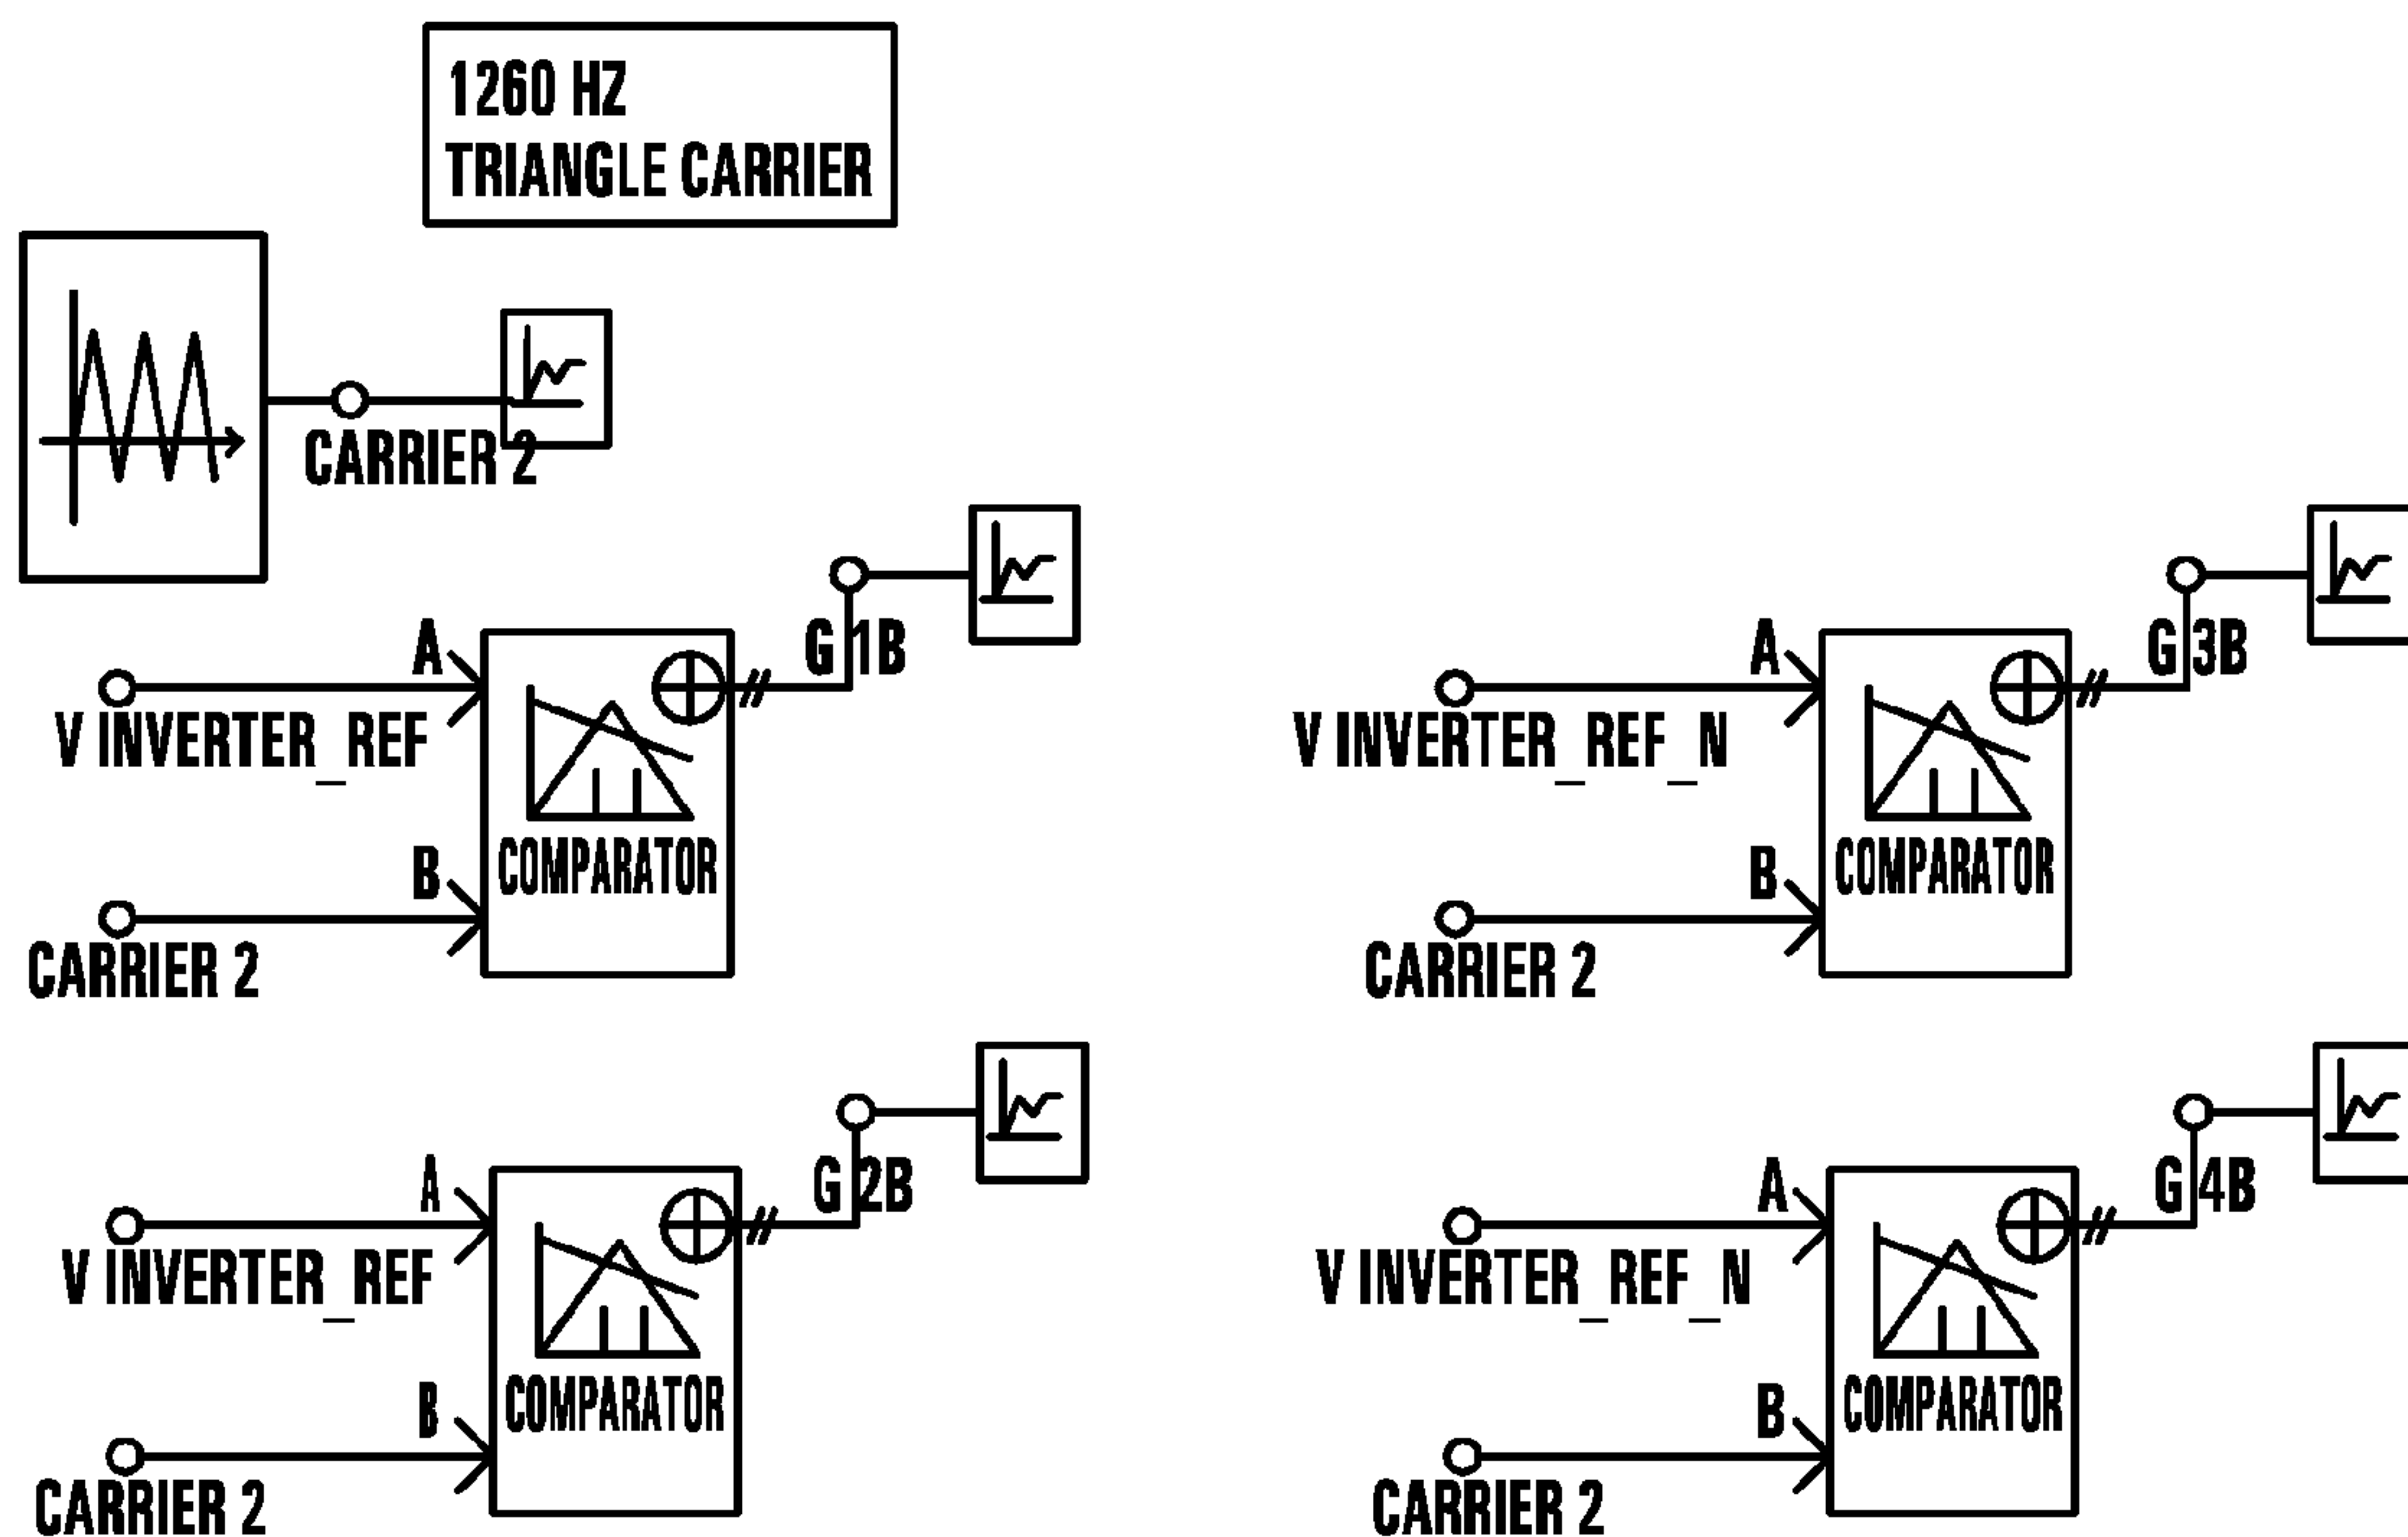 1260 HZ
TRIANGLE CARRIER
CARRIER 2
G 1B
A
V INVERTER_REF
COMPARATOR
B
CARRIER 2
G 3B
A
V INVERTER_REF_N
COMPARATOR
B
CARRIER 2
G 2B
A
V INVERTER_REF
COMPARATOR
B
CARRIER 2
G 4B
A
V INVERTER_REF_N
COMPARATOR
B
CARRIER 2